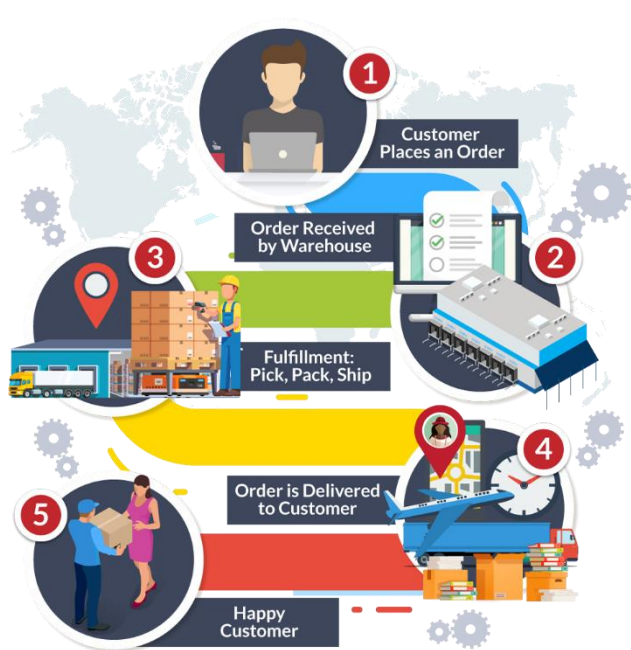 1
Customer
Places an Order
Order Received
by Warehouse
2
3
Fulfillment:
Pick, Pack, Ship
4
Order is Delivered
to Customer
5
Happy
Customer